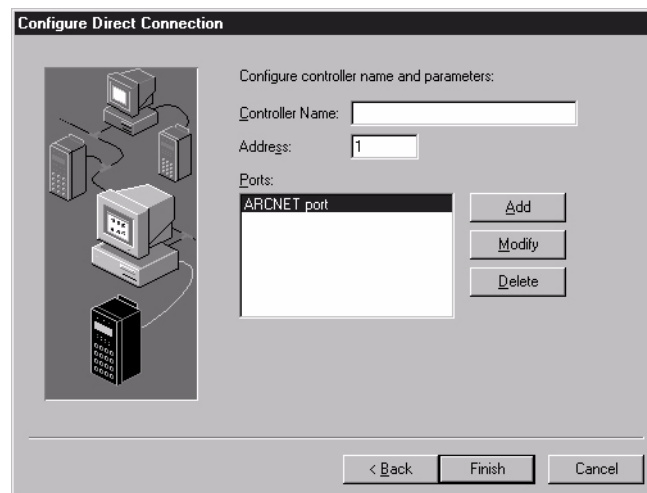 Configure Direct Connection
Configure controller name and parameters:
Controller Name:
Address: 1
Ports:
ARCNET port
Add
Modify
Delete
< Back Finish Cancel